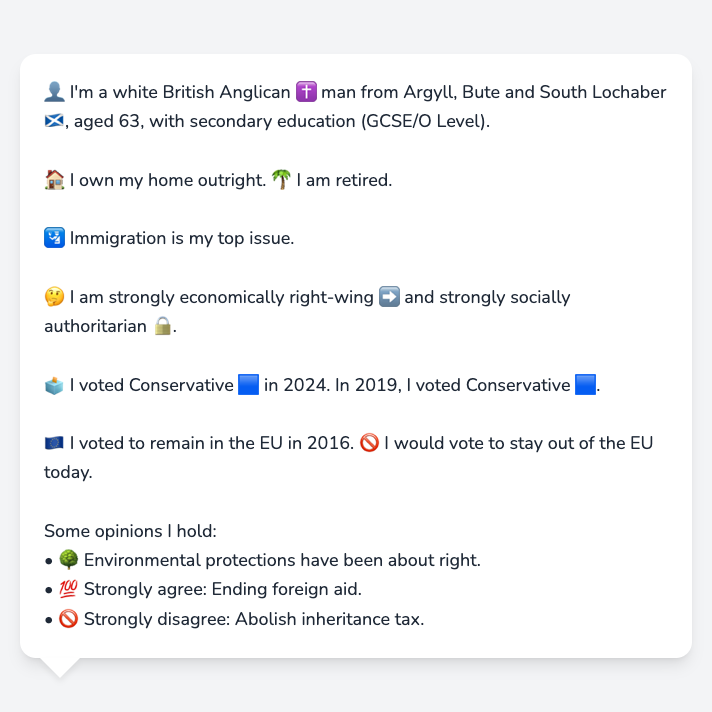 👤 I'm a white British Anglican ✝️ man from Argyll, Bute and South Lochaber
🏴󠁧󠁢󠁳󠁣󠁴󠁿, aged 63, with secondary education (GCSE/O Level).
🏠 I own my home outright. 🌴 I am retired.
🛂 Immigration is my top issue.
🤔 I am strongly economically right-wing ➡️ and strongly socially
authoritarian 🔒.
🗳️ I voted Conservative 🟦 in 2024. In 2019, I voted Conservative 🟦.
🇪🇺 I voted to remain in the EU in 2016. 🚫 I would vote to stay out of the EU
today.
Some opinions I hold:
• 🌳 Environmental protections have been about right.
• 💯 Strongly agree: Ending foreign aid.
• 🚫 Strongly disagree: Abolish inheritance tax.